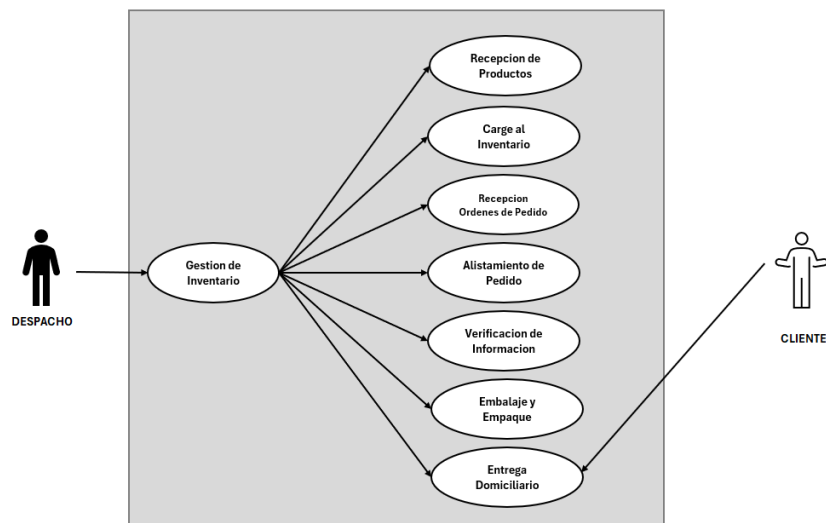 Recepcion de
Productos
Carge al
Inventario
Recepcion
Ordenes de Pedido
Gestion de
Inventario
Alistamiento de
Pedido
DESPACHO
Verificacion de
Informacion
CLIENTE
Embalaje y
Empaque
Entrega
Domiciliario